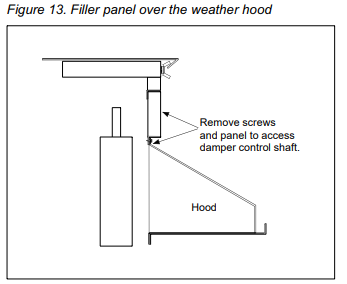 Figure 13. Filler panel over the weather hood
Remove screws
and panel to access
damper control shaft.
Hood